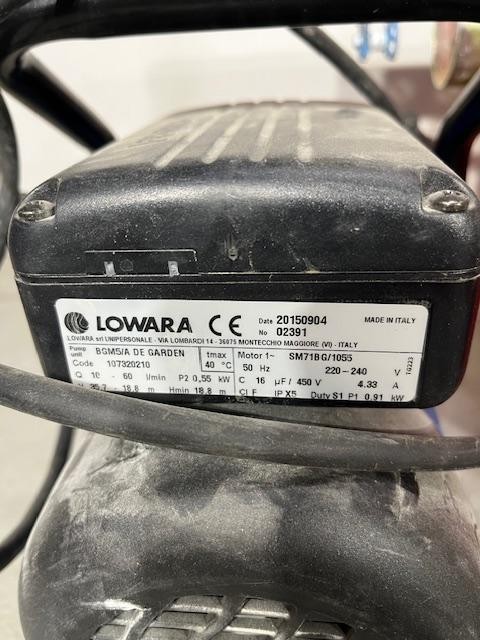 LOWARA CE Date 20150904 MADE IN ITALY
No 02391
LOWARA srl UNIPERSONALE - VIA LOMBARDI 14 - 36075 MONTECCHIO MAGGIORE (VI) - ITALY
Pump unit BGM5/A DE GARDEN tmax 40 °C Motor 1~ SM71BG/1055
Code 107320210 50 Hz 220-240 V
Q 10 - 60 l/min P2 0,55 kW C 16 µF/ 450 V 4.33 A
18.8 m Hmin 18.8 m Cl F IP X5 Duty S1 P1 0.91 kW
TG223